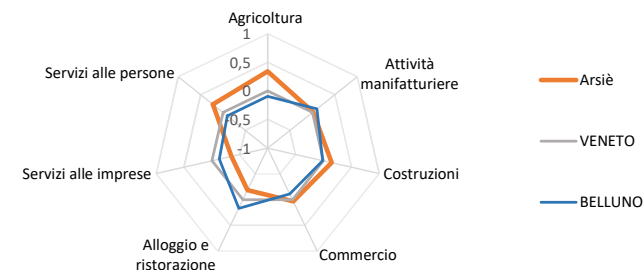 Agricoltura
1
0,5
0
-0,5
-1
Attività
manifatturiere
Costruzioni
Commercio
Alloggio e
ristorazione
Servizi alle imprese
Servizi alle persone
Arsiè
VENETO
BELLUNO